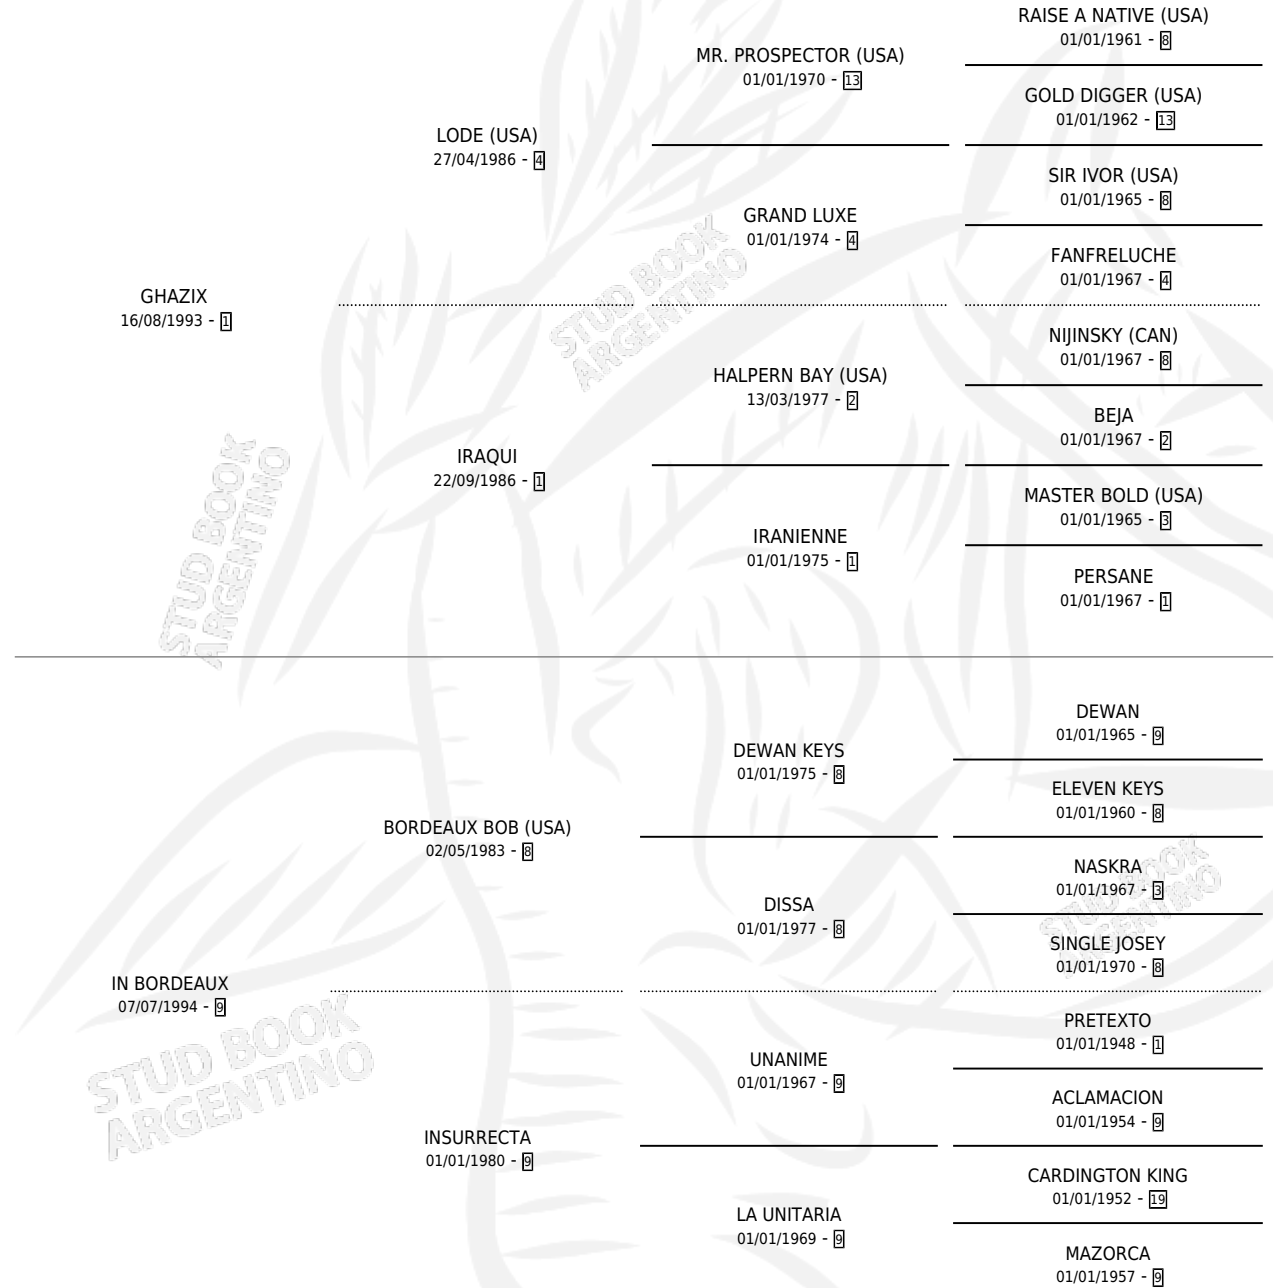 RAISE A NATIVE (USA)
01/01/1961 - 8
MR. PROSPECTOR (USA)
01/01/1970 - 13
GOLD DIGGER (USA)
01/01/1962 - 13
LODE (USA)
27/04/1986 - 4
SIR IVOR (USA)
01/01/1965 - 8
GRAND LUXE
01/01/1974 - 4
FANFRELUCHE
01/01/1967 - 4
GHAZIX
16/08/1993 - 1
NIJINSKY (CAN)
01/01/1967 - 8
HALPERN BAY (USA)
13/03/1977 - 2
BEJA
01/01/1967 - 2
IRAQUI
22/09/1986 - 1
MASTER BOLD (USA)
01/01/1965 - 3
IRANIENNE
01/01/1975 - 1
PERSANE
01/01/1967 - 1
DEWAN
01/01/1965 - 9
DEWAN KEYS
01/01/1975 - 8
ELEVEN KEYS
01/01/1960 - 8
BORDEAUX BOB (USA)
02/05/1983 - 8
NASKRA
01/01/1967 - 3
DISSA
01/01/1977 - 8
SINGLE JOSEY
01/01/1970 - 8
IN BORDEAUX
07/07/1994 - 9
PRETEXTO
01/01/1948 - 1
UNANIME
01/01/1967 - 9
ACLAMACION
01/01/1954 - 9
INSURRECTA
01/01/1980 - 9
CARDINGTON KING
01/01/1952 - 19
LA UNITARIA
01/01/1969 - 9
MAZORCA
01/01/1957 - 9
STUD BOOK
ARGENTINO
STUD BOOK
ARGENTINO
STUD BOOK
ARGENTINO
STUD BOOK
ARGENTINO